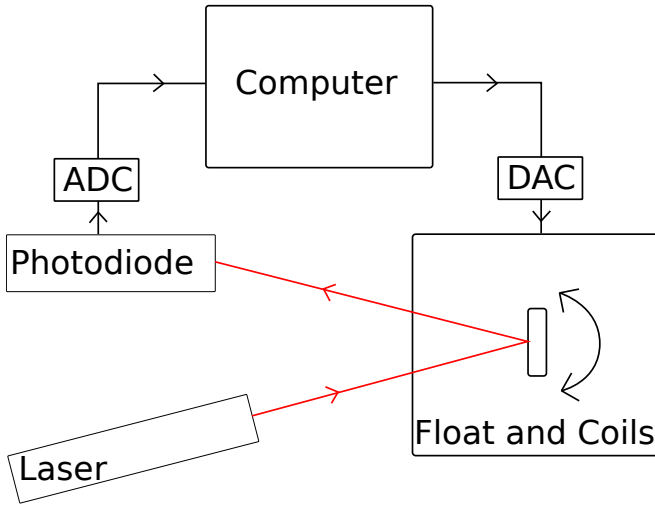 Computer
ADC
DAC
Photodiode
Float and Coils
Laser